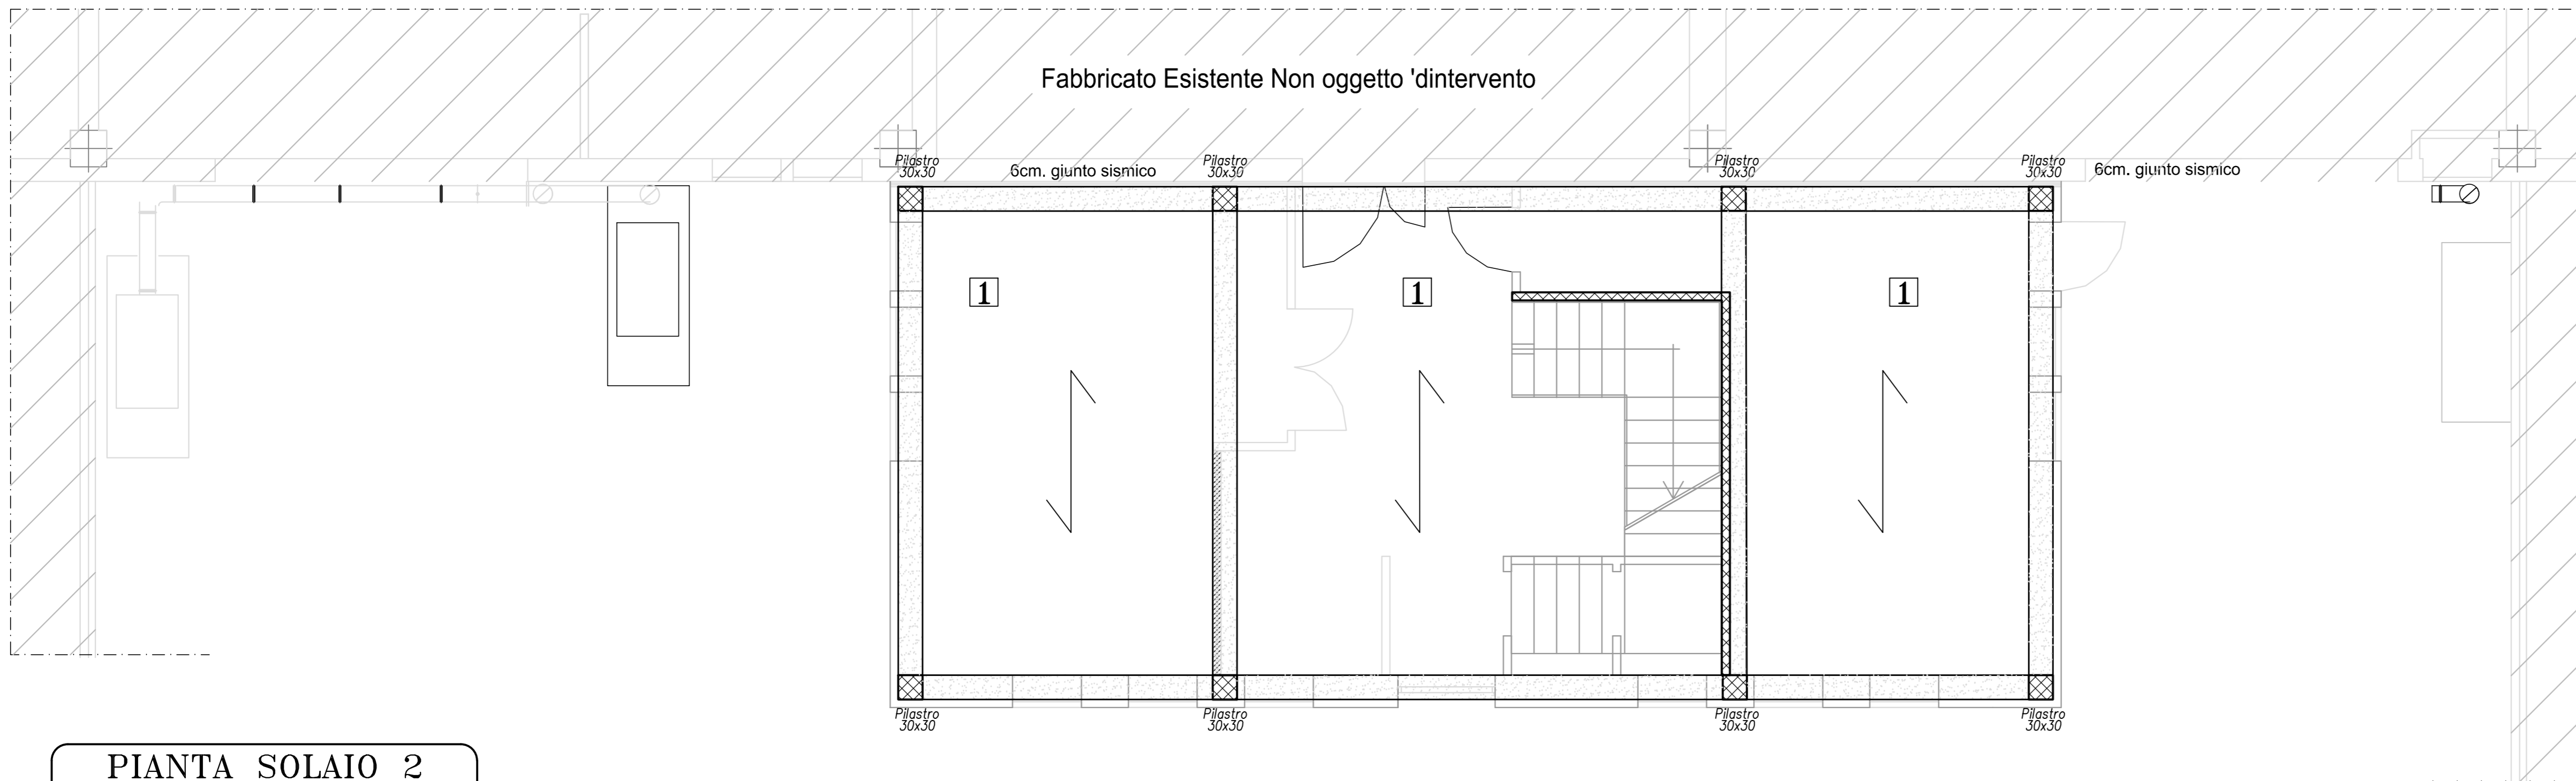 Fabbricato Esistente Non oggetto 'dintervento
Pilastro
30x30
6cm. giunto sismico
Pilastro
30x30
Pilastro
30x30
Pilastro
30x30
6cm. giunto sismico
1
1
1
Pilastro
30x30
Pilastro
30x30
Pilastro
30x30
Pilastro
30x30
PIANTA SOLAIO 2